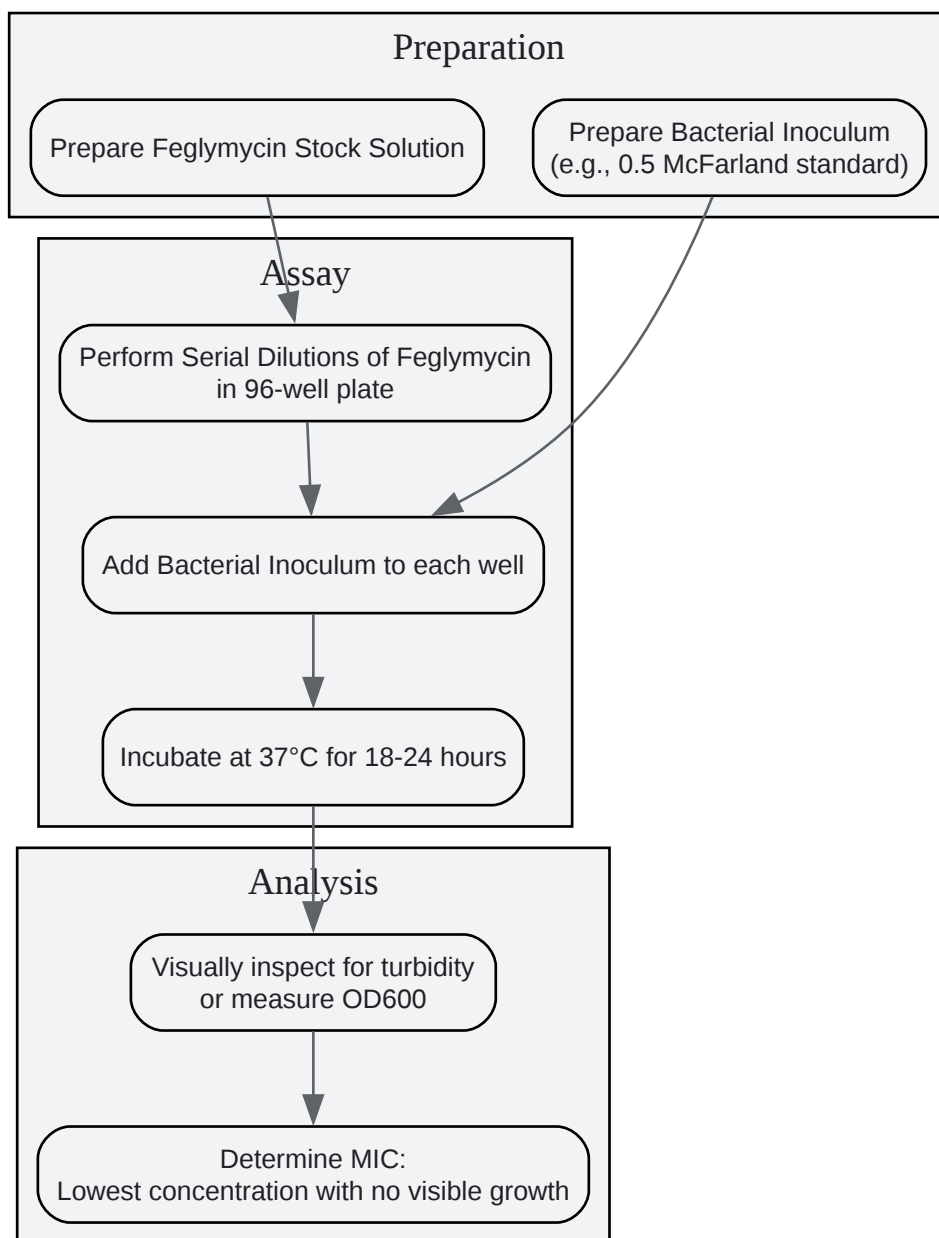 Preparation
Prepare Feglymycin Stock Solution
Prepare Bacterial Inoculum
(e.g., 0.5 McFarland standard)
Assay
Perform Serial Dilutions of Feglymycin
in 96-well plate
Add Bacterial Inoculum to each well
Incubate at 37°C for 18-24 hours
Analysis
Visually inspect for turbidity
or measure OD600
Determine MIC:
Lowest concentration with no visible growth